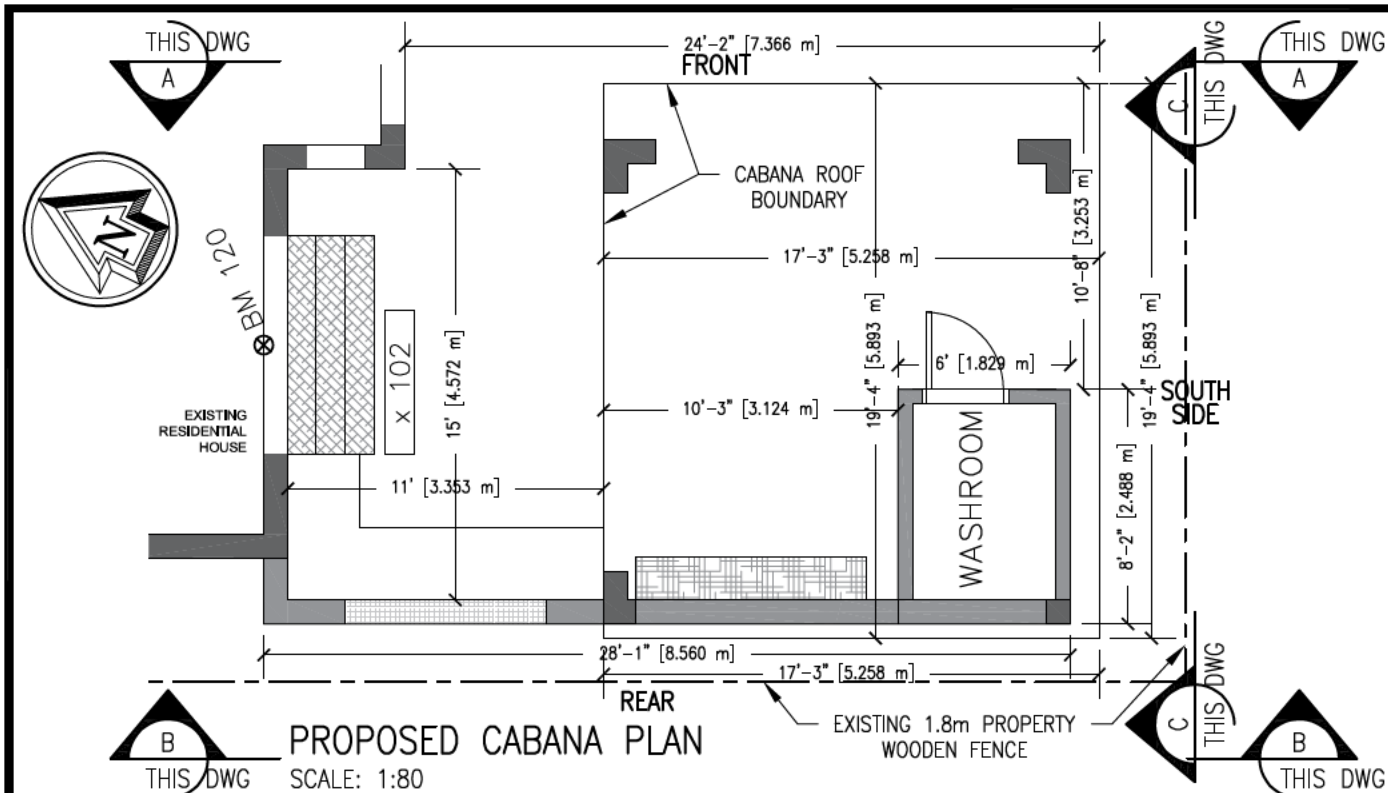 THIS DWG
A
24'-2" [7.366 m]
FRONT
THIS DWG
C
THIS DWG
A
N
BM 120
CABANA ROOF
BOUNDARY
17'-3" [5.258 m]
10'-8" [3.253 m]
19'-4" [5.893 m]
19'-4" [5.893 m]
x 102
15' [4.572 m]
6' [1.829 m]
10'-3" [3.124 m]
SOUTH
SIDE
EXISTING
RESIDENTIAL
HOUSE
WASHROOM
11' [3.353 m]
8'-2" [2.488 m]
28'-1" [8.560 m]
17'-3" [5.258 m]
REAR
EXISTING 1.8m PROPERTY
WOODEN FENCE
B
THIS DWG
PROPOSED CABANA PLAN
SCALE: 1:80
C
THIS DWG
B
THIS DWG